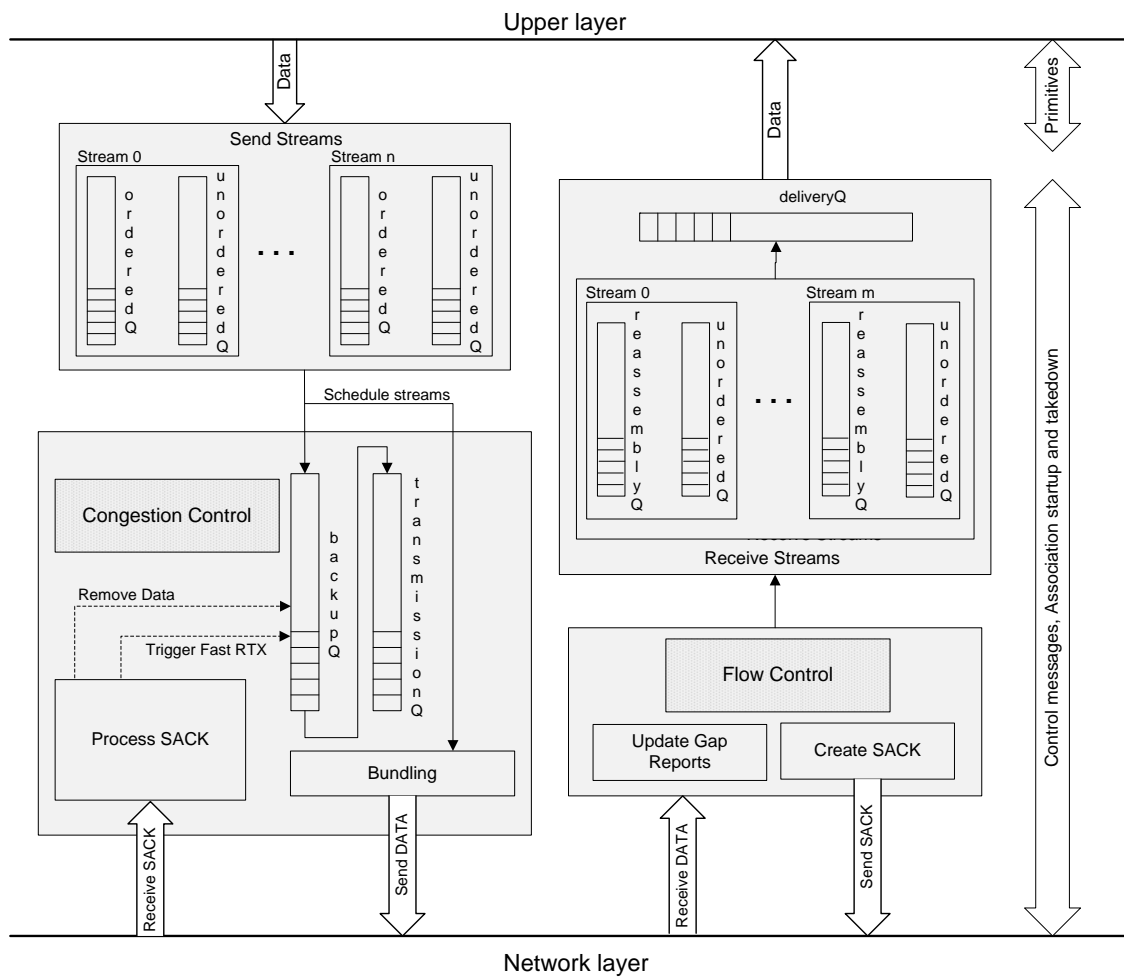 Upper layer
Data
Send Streams
Stream 0
orderedQ
unorderedQ
. . .
Stream n
orderedQ
unorderedQ
Schedule streams
Congestion Control
backupQ
transmissionQ
Remove Data
Trigger Fast RTX
Process SACK
Bundling
Receive SACK
Send DATA
Data
deliveryQ
Stream 0
reassemblyQ
unorderedQ
. . .
Stream m
reassemblyQ
unorderedQ
Receive Streams
Receive Streams
Flow Control
Update Gap
Reports
Create SACK
Receive DATA
Send SACK
Primitives
Control messages, Association startup and takedown
Network layer